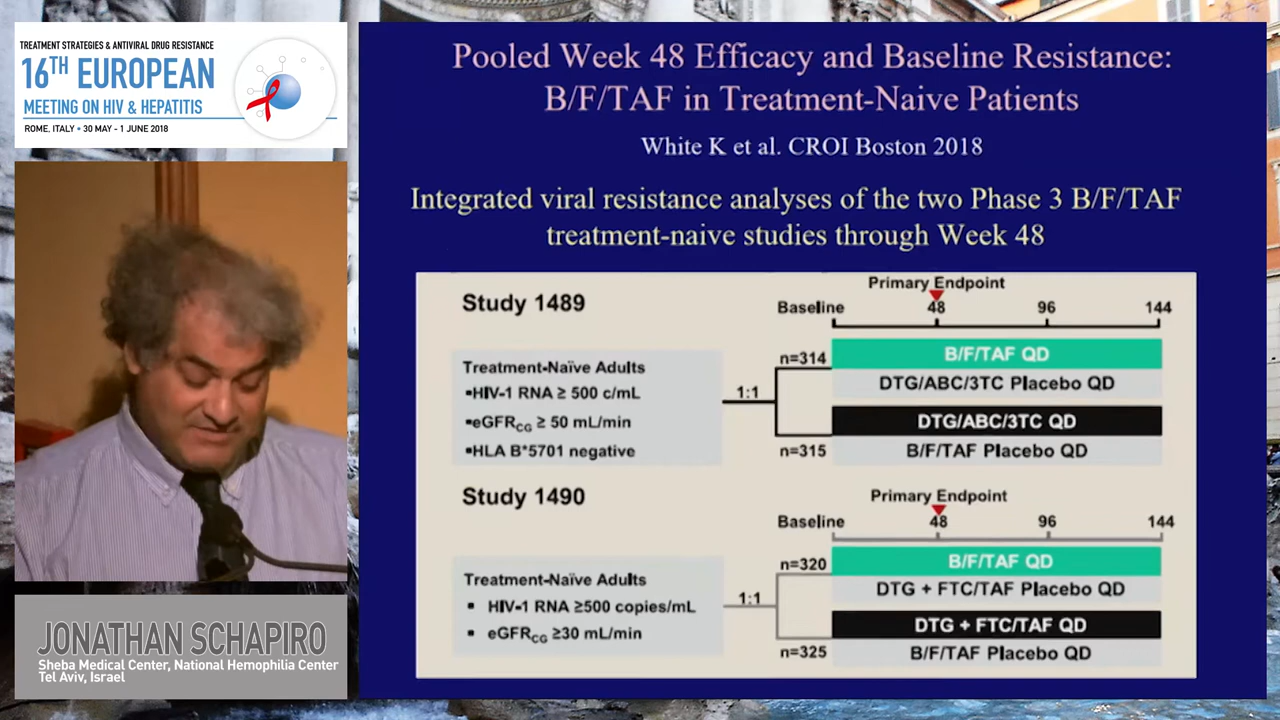 TREATMENT STRATEGIES & ANTIVIRAL DRUG RESISTANCE
16TH EUROPEAN
MEETING ON HIV & HEPATITIS
ROME, ITALY • 30 MAY - 1 JUNE 2018
JONATHAN SCHAPIRO
Sheba Medical Center, National Hemophilia Center
Tel Aviv, Israel
Pooled Week 48 Efficacy and Baseline Resistance:
B/F/TAF in Treatment-Naive Patients
White K et al. CROI Boston 2018
Integrated viral resistance analyses of the two Phase 3 B/F/TAF
treatment-naive studies through Week 48
Study 1489
Primary Endpoint
Baseline 48 96 144
Treatment-Naïve Adults
▪HIV-1 RNA ≥ 500 c/mL
▪eGFRCG ≥ 50 mL/min
▪HLA B*5701 negative
1:1
n=314
B/F/TAF QD
DTG/ABC/3TC Placebo QD
DTG/ABC/3TC QD
n=315
B/F/TAF Placebo QD
Study 1490
Primary Endpoint
Baseline 48 96 144
Treatment-Naïve Adults
▪ HIV-1 RNA ≥500 copies/mL
▪ eGFRCG ≥30 mL/min
1:1
n=320
B/F/TAF QD
DTG + FTC/TAF Placebo QD
DTG + FTC/TAF QD
n=325
B/F/TAF Placebo QD